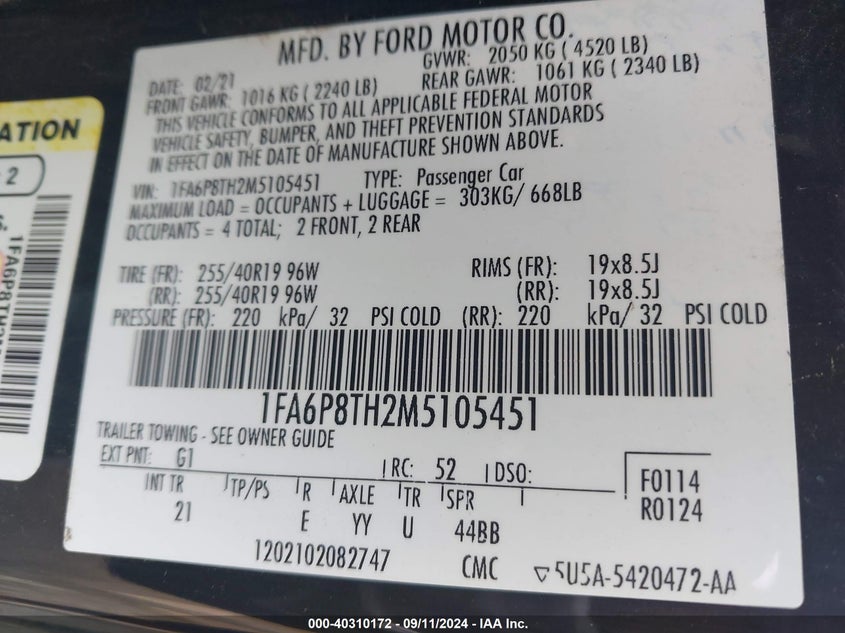 MFD. BY FORD MOTOR CO.
DATE: 02/21 GVWR: 2050 KG ( 4520 LB)
FRONT GAWR: 1016 KG ( 2240 LB) REAR GAWR: 1061 KG ( 2340 LB)
THIS VEHICLE CONFORMS TO ALL APPLICABLE FEDERAL MOTOR
VEHICLE SAFETY, BUMPER, AND THEFT PREVENTION STANDARDS
IN EFFECT ON THE DATE OF MANUFACTURE SHOWN ABOVE.
VIN: 1FA6P8TH2M5105451 TYPE: Passenger Car
MAXIMUM LOAD = OCCUPANTS + LUGGAGE = 303KG/ 668LB
OCCUPANTS = 4 TOTAL; 2 FRONT, 2 REAR
TIRE (FR): 255/40R19 96W RIMS (FR): 19x8.5J
(RR): 255/40R19 96W (RR): 19x8.5J
PRESSURE (FR): 220 kPa/ 32 PSI COLD (RR): 220 kPa/ 32 PSI COLD
1FA6P8TH2M5105451
TRAILER TOWING - SEE OWNER GUIDE
EXT PNT: G1 RC: 52 DSO:
INT TR TP/PS R AXLE TR SPR
21 E YY U 44BB
F0114
R0124
1202102082747 CMC 5U5A-5420472-AA
ATION
2
1FA6P8TH2
000-40310172 - 09/11/2024 - IAA Inc.